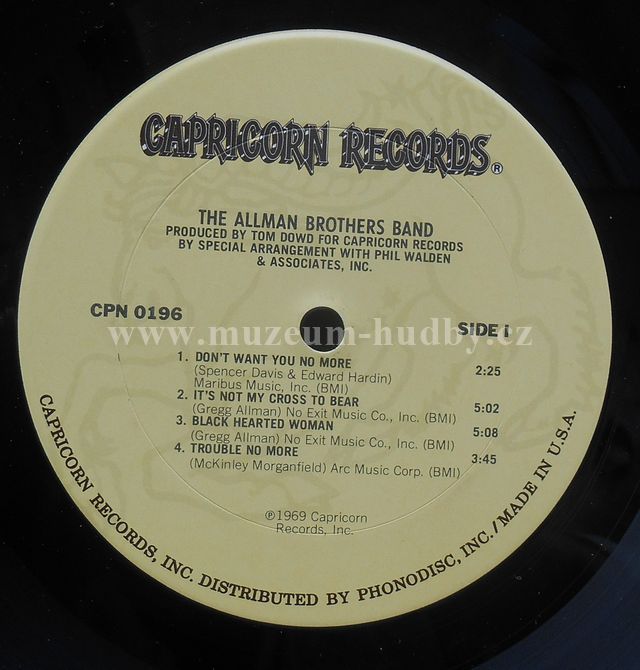 CAPRICORN RECORDS®
THE ALLMAN BROTHERS BAND
PRODUCED BY TOM DOWD FOR CAPRICORN RECORDS
BY SPECIAL ARRANGEMENT WITH PHIL WALDEN
& ASSOCIATES, INC.
CPN 0196
SIDE I
www.muzeum-hudby.cz
1. DON'T WANT YOU NO MORE 2:25
(Spencer Davis & Edward Hardin)
Maribus Music, Inc. (BMI)
2. IT'S NOT MY CROSS TO BEAR 5:02
(Gregg Allman) No Exit Music Co., Inc. (BMI)
3. BLACK HEARTED WOMAN 5:08
(Gregg Allman) No Exit Music Co., Inc. (BMI)
4. TROUBLE NO MORE 3:45
(McKinley Morganfield) Arc Music Corp. (BMI)
℗1969 Capricorn
Records, Inc.
CAPRICORN RECORDS, INC. DISTRIBUTED BY PHONODISC, INC./MADE IN U.S.A.